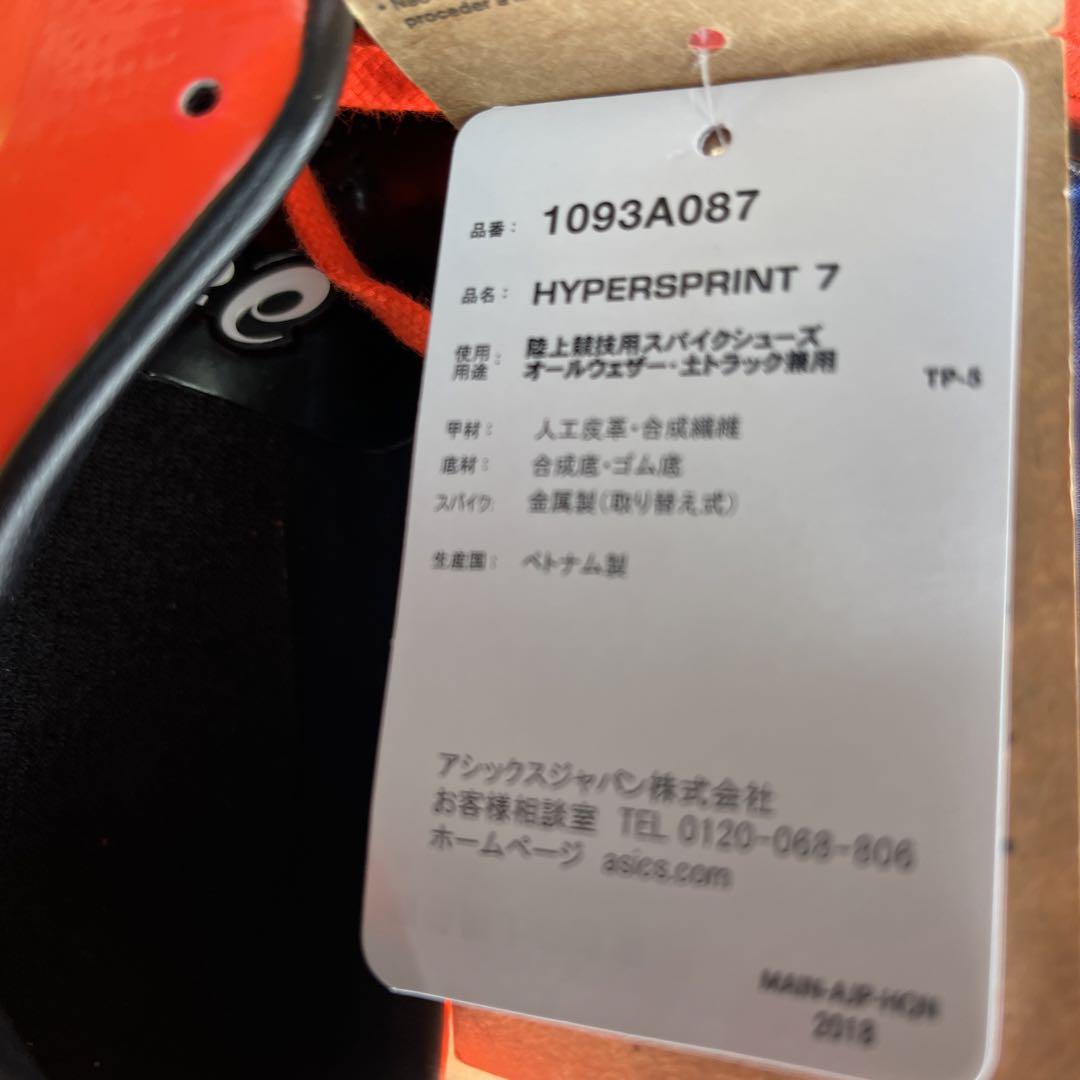 proceder a
品番： 1093A087
品名： HYPERSPRINT 7
使用用途： 陸上競技用スパイクシューズ
オールウェザー・土トラック兼用
TP-5
甲材： 人工皮革・合成繊維
底材： 合成底・ゴム底
スパイク： 金属製（取り替え式）
生産国： ベトナム製
アシックスジャパン株式会社
お客様相談室 TEL 0120-068-806
ホームページ asics.com
MAIN-AJP-HGN
2018